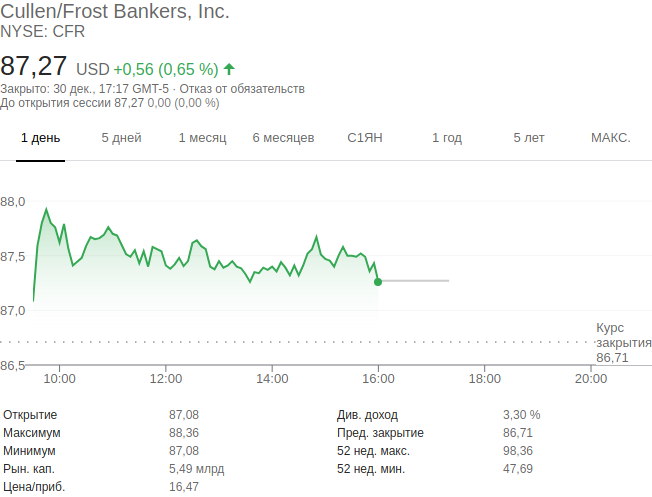 Cullen/Frost Bankers, Inc.
NYSE: CFR
87,27 USD +0,56 (0,65 %)
Закрыто: 30 дек., 17:17 GMT-5 · Отказ от обязательств
До открытия сессии 87,27 0,00 (0,00 %)
1 день 5 дней 1 месяц 6 месяцев С1ЯН 1 год 5 лет МАКС.
88,0
87,5
87,0
Курс
закрытия
86,71
86,5
10:00 12:00 14:00 16:00 18:00 20:00
Открытие 87,08 Див. доход 3,30 %
Максимум 88,36 Пред. закрытие 86,71
Минимум 87,08 52 нед. макс. 98,36
Рын. кап. 5,49 млрд 52 нед. мин. 47,69
Цена/приб. 16,47